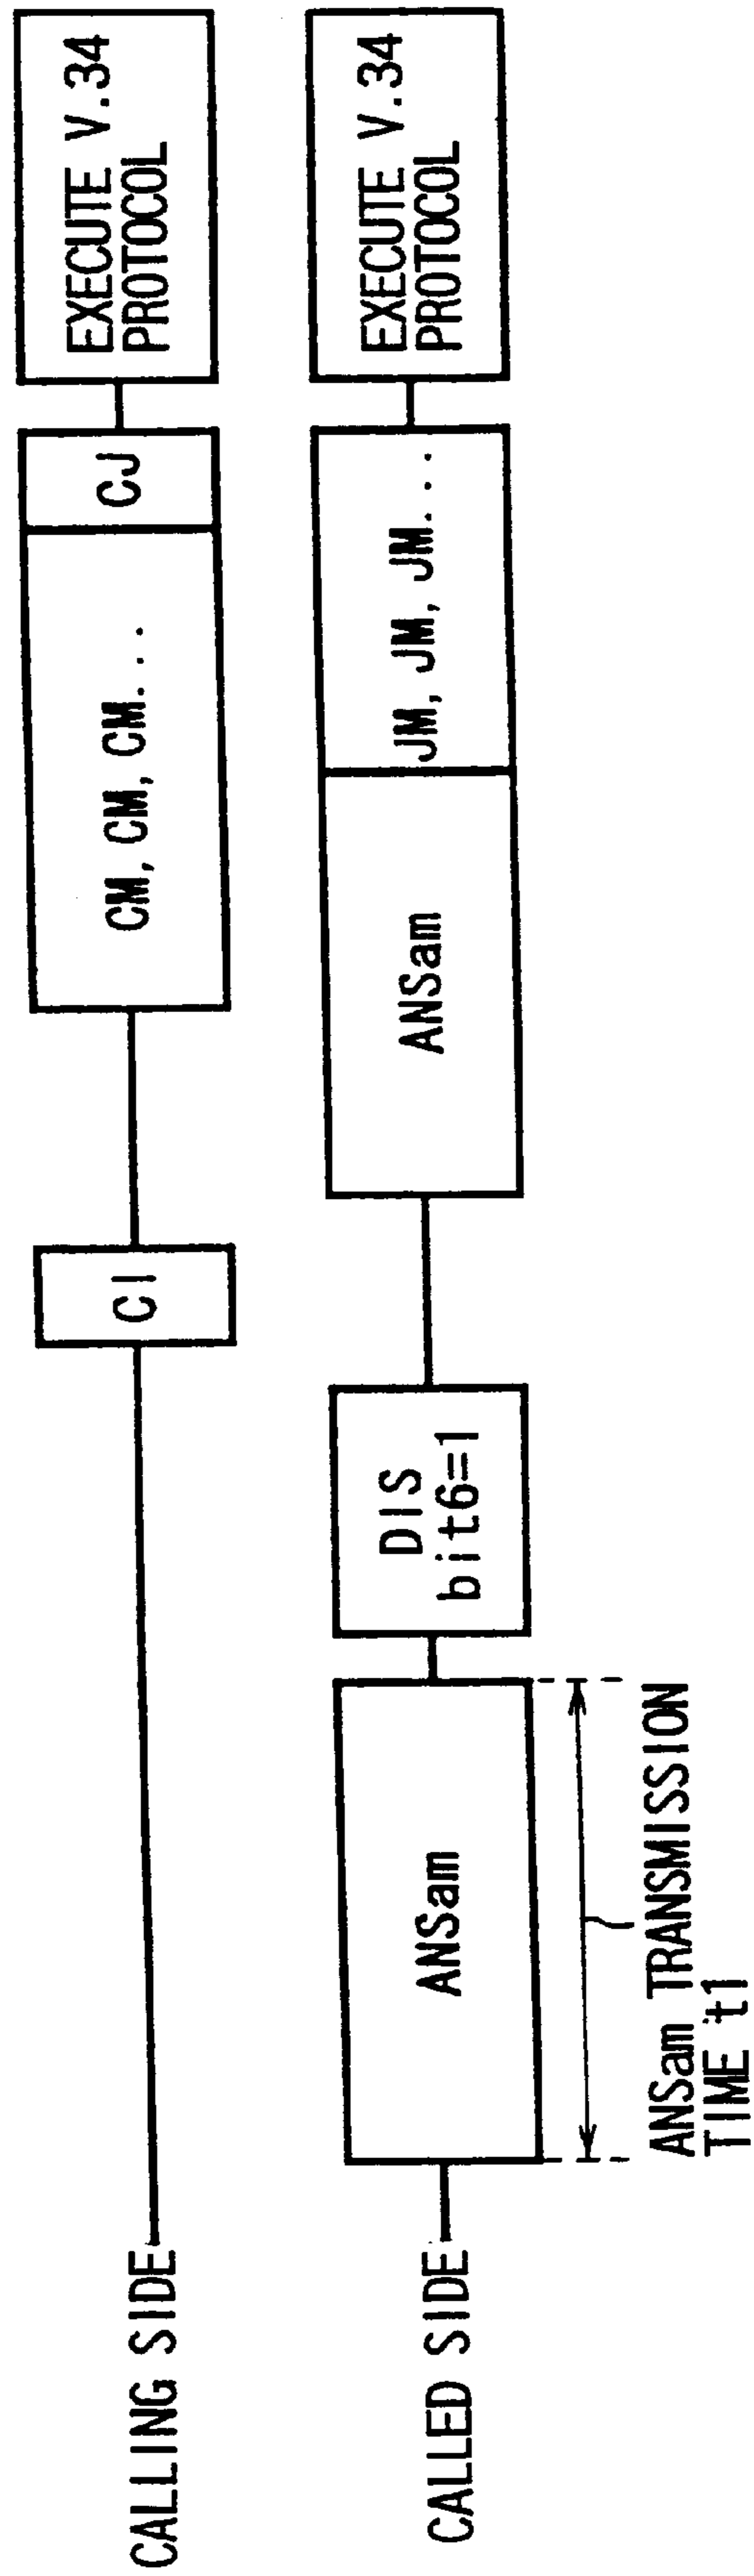 CALLING SIDE
CI
CM, CM, CM...
CJ
EXECUTE V.34
PROTOCOL
CALLED SIDE
ANSam
DIS
bit6=1
ANSam
JM, JM, JM...
EXECUTE V.34
PROTOCOL
ANSam TRANSMISSION
TIME t1